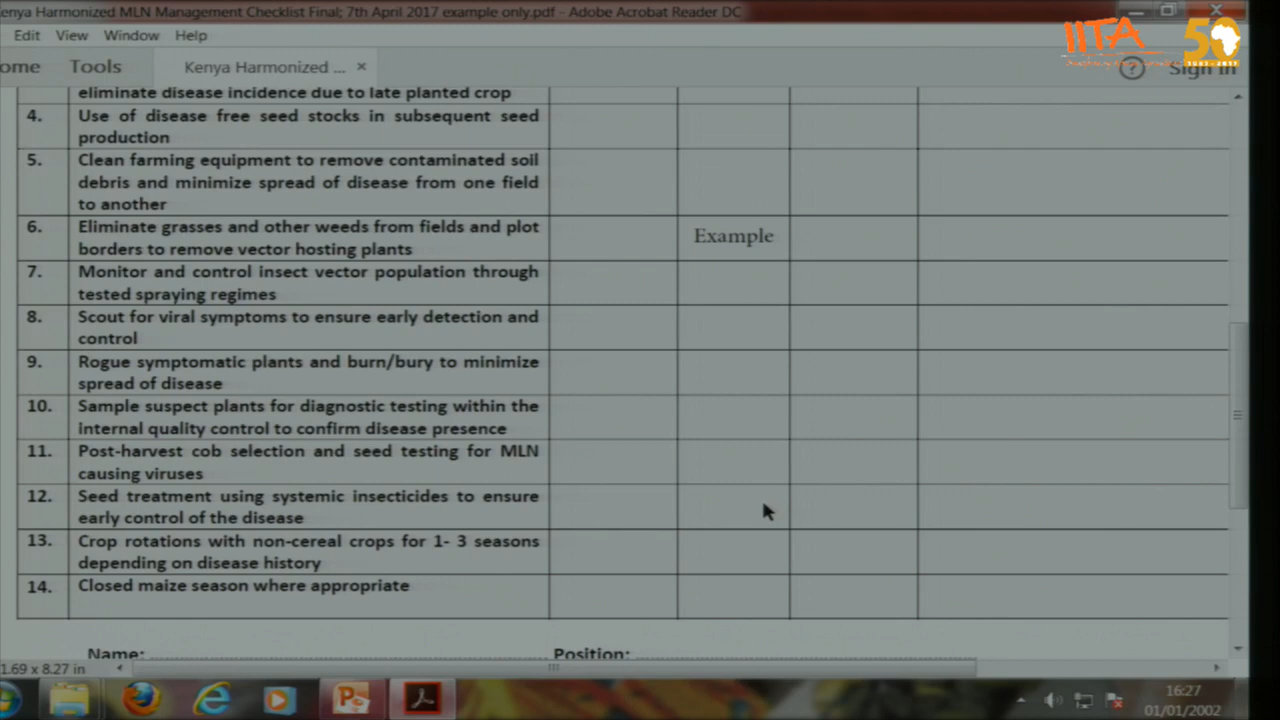 enya Harmonized MLN Management Checklist Final; 7th April 2017 example only.pdf - Adobe Acrobat Reader DC
IITA 50
Edit View Window Help
ome Tools Kenya Harmonized ... × ? Sign In
eliminate disease incidence due to late planted crop
4. Use of disease free seed stocks in subsequent seed
production
5. Clean farming equipment to remove contaminated soil
debris and minimize spread of disease from one field
to another
6. Eliminate grasses and other weeds from fields and plot
borders to remove vector hosting plants
Example
7. Monitor and control insect vector population through
tested spraying regimes
8. Scout for viral symptoms to ensure early detection and
control
9. Rogue symptomatic plants and burn/bury to minimize
spread of disease
10. Sample suspect plants for diagnostic testing within the
internal quality control to confirm disease presence
11. Post-harvest cob selection and seed testing for MLN
causing viruses
12. Seed treatment using systemic insecticides to ensure
early control of the disease
13. Crop rotations with non-cereal crops for 1- 3 seasons
depending on disease history
14. Closed maize season where appropriate
Name: Position:
1.69 x 8.27 in
16:27
01/01/2002